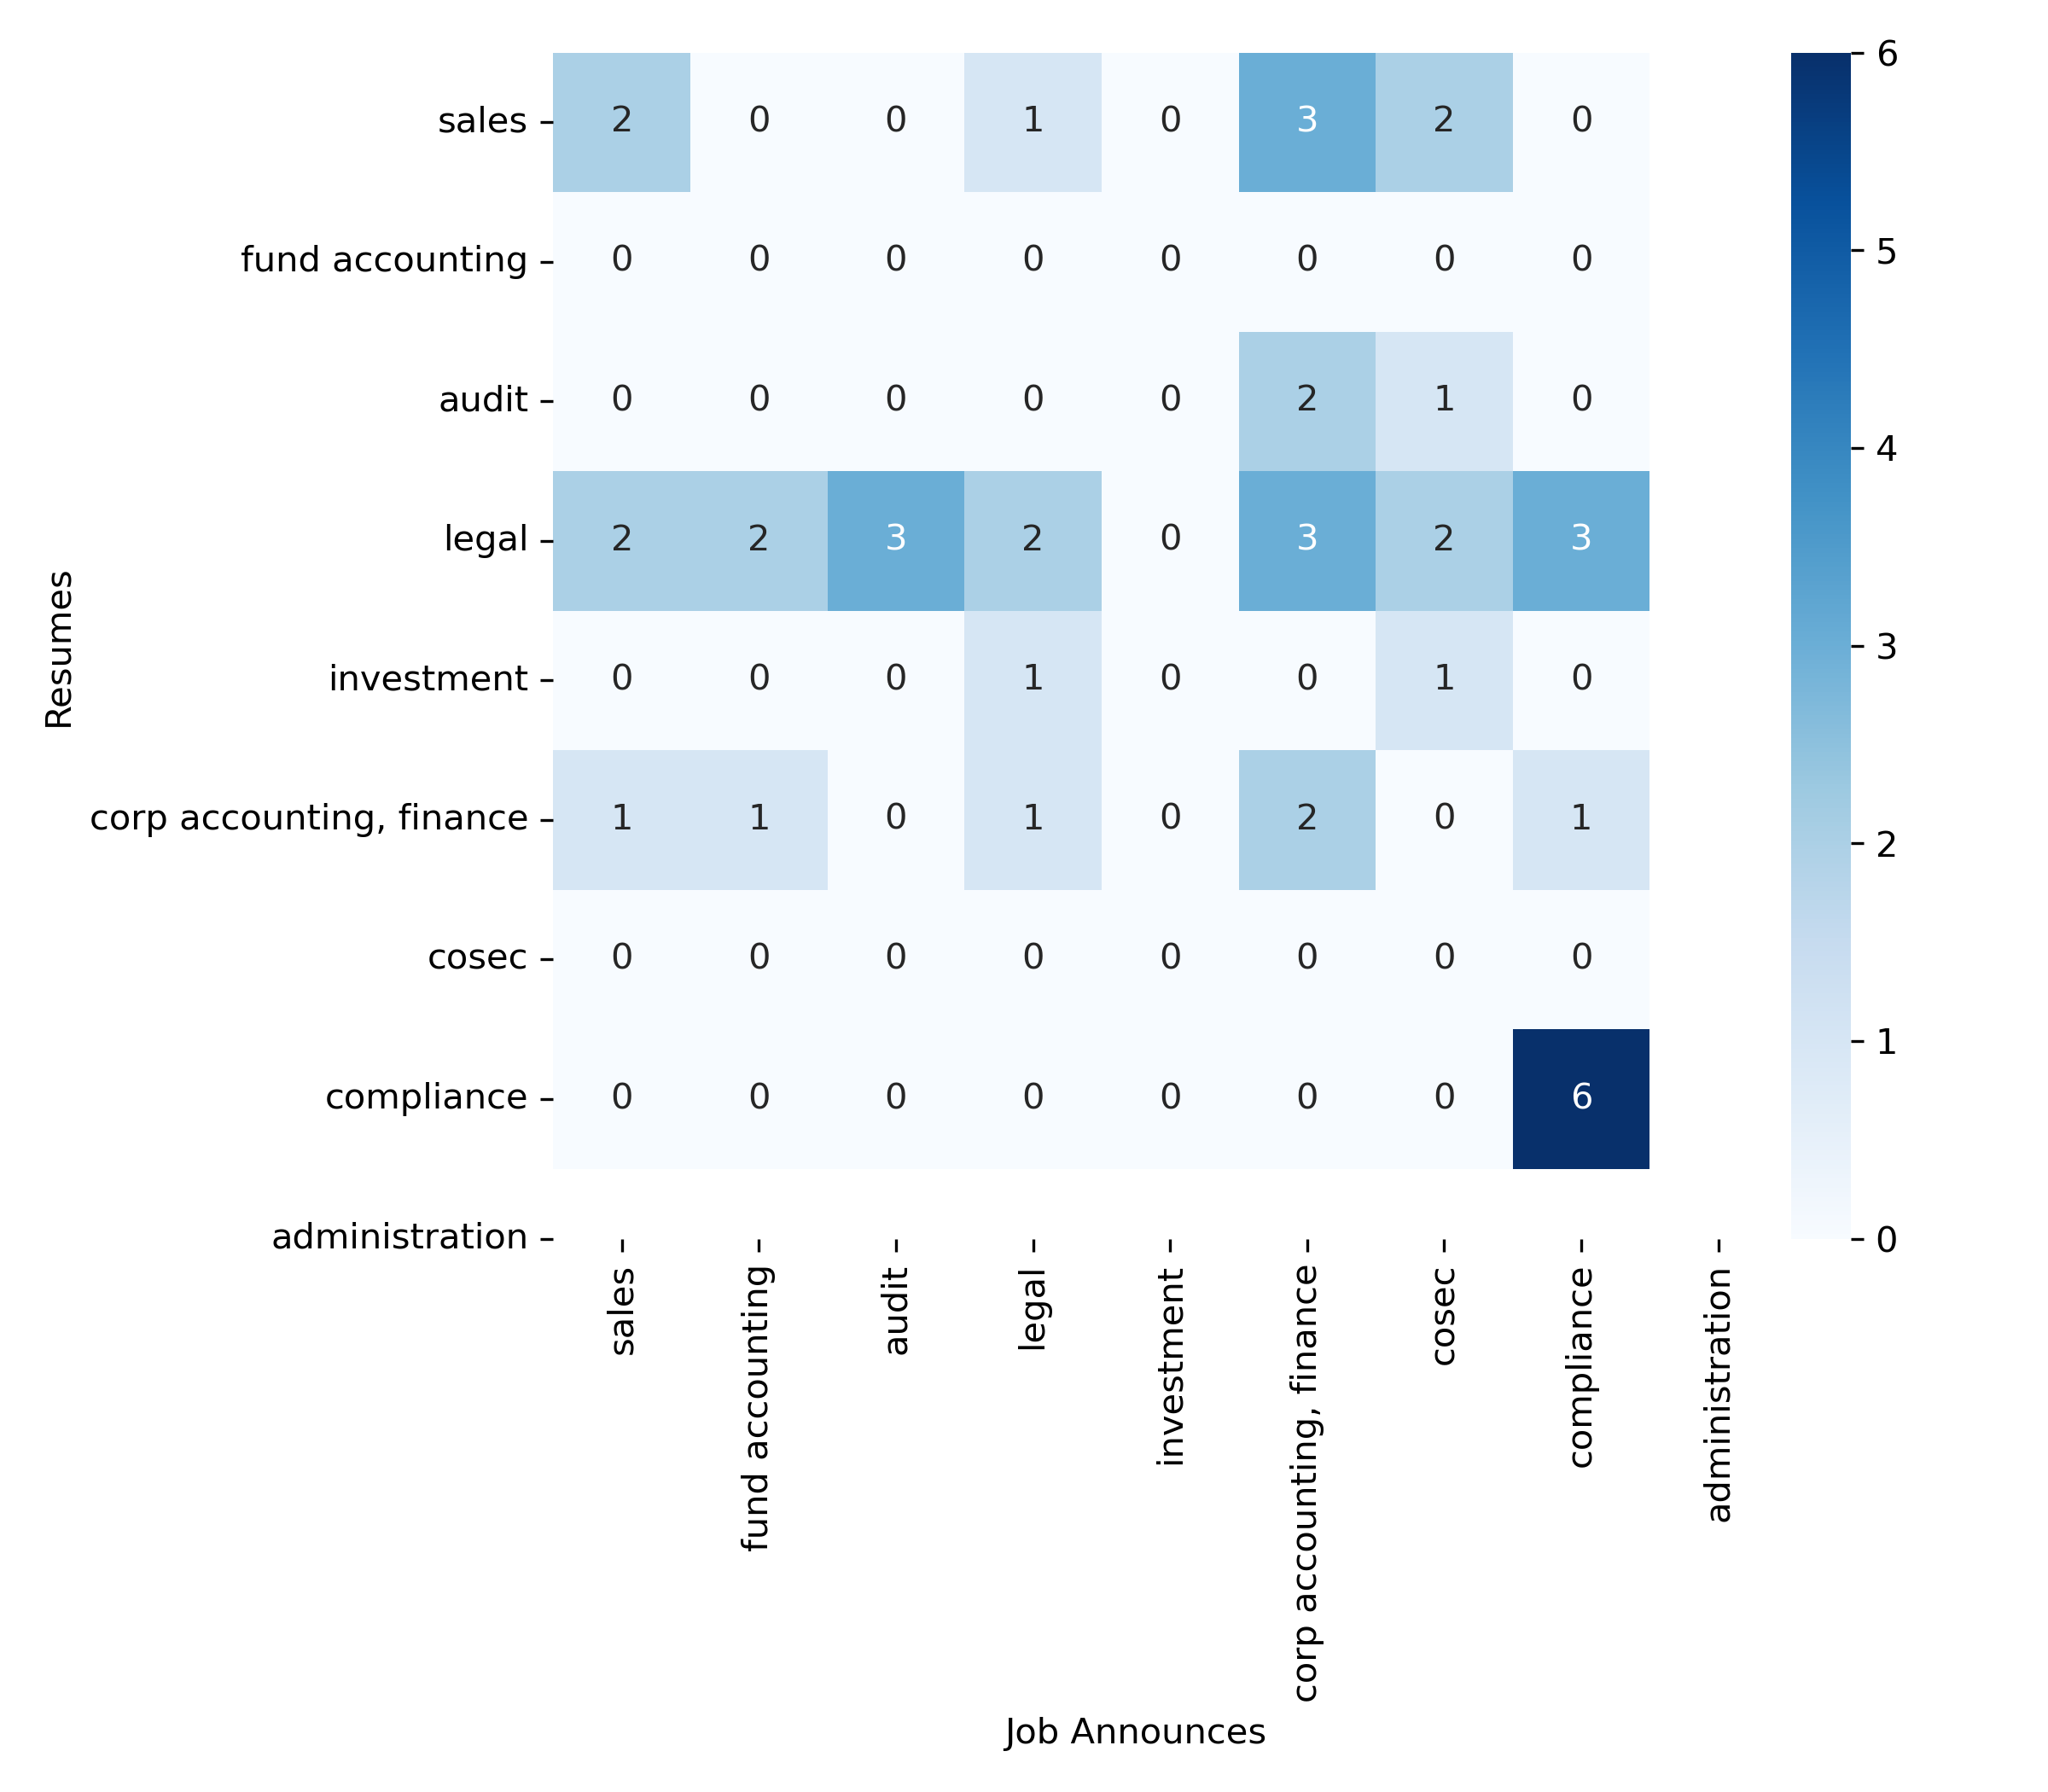 sales 2 0 0 1 0 3 2 0
fund accounting 0 0 0 0 0 0 0 0
audit 0 0 0 0 0 2 1 0
legal 2 2 3 2 0 3 2 3
investment 0 0 0 1 0 0 1 0
corp accounting, finance 1 1 0 1 0 2 0 1
cosec 0 0 0 0 0 0 0 0
compliance 0 0 0 0 0 0 0 6
administration
Resumes
sales
fund accounting
audit
legal
investment
corp accounting, finance
cosec
compliance
administration
Job Announces
6
5
4
3
2
1
0